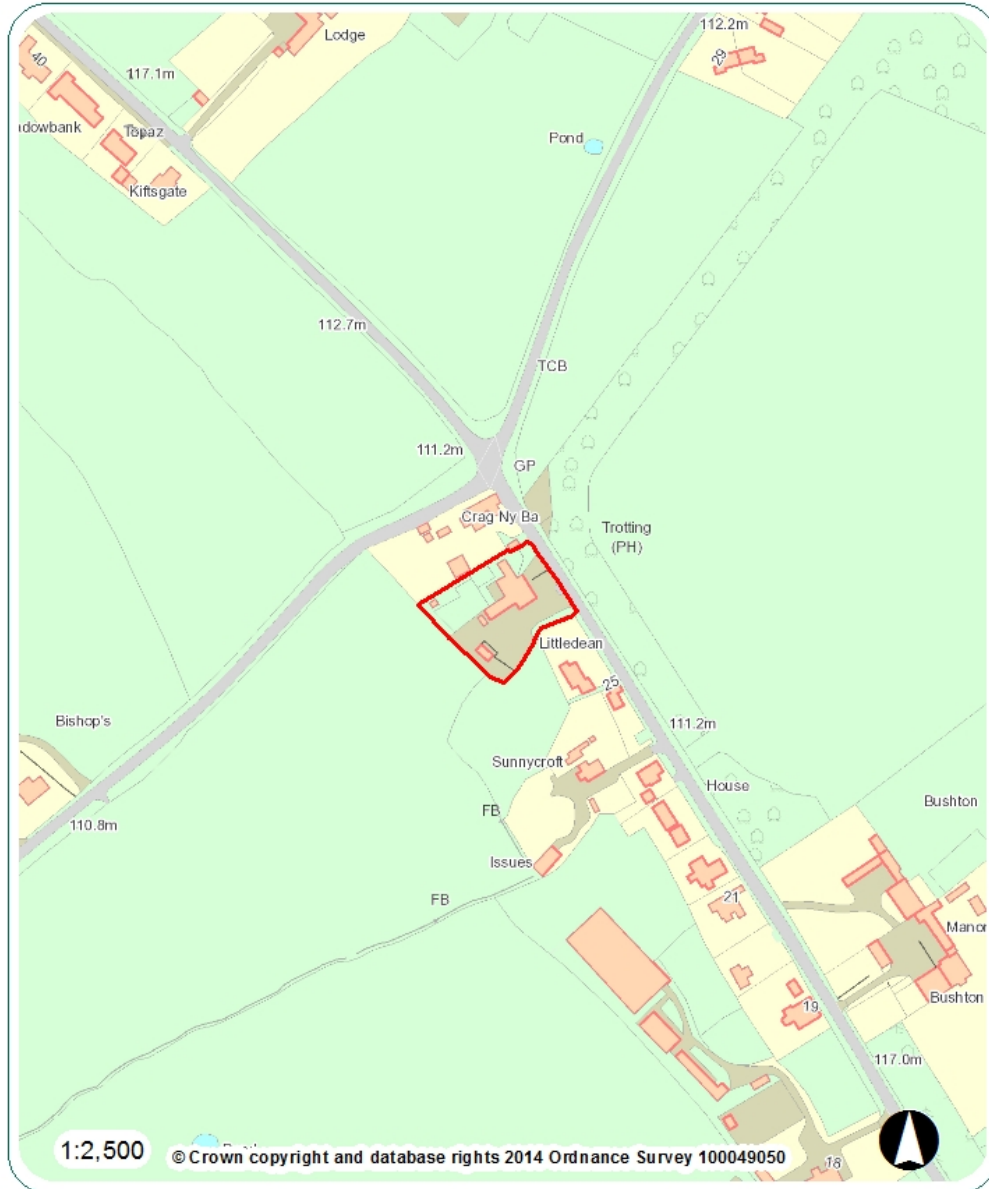 Lodge
112.2m
40
29
117.1m
adowbank
Topaz
Pond
Kiftsgate
112.7m
TCB
111.2m
GP
Crag Ny Ba
Trotting
(PH)
Littledean
25
Bishop's
111.2m
Sunnycroft
House
Bushton
FB
110.8m
Issues
FB
21
Manor
Bushton
19
117.0m
1:2,500
© Crown copyright and database rights 2014 Ordnance Survey 100049050
18